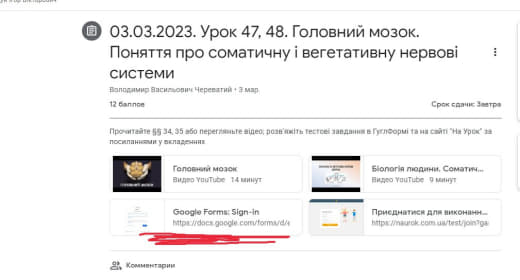 03.03.2023. Урок 47, 48. Головний мозок.
Поняття про соматичну і вегетативну нервові
системи
Володимир Васильович Череватий • 3 мар.
12 баллов
Срок сдачи: Завтра
Прочитайте §§ 34, 35 або перегляньте відео; розв'яжіть тестові завдання в ГуглФормі та на сайті "На Урок" за
посиланнями у вкладеннях
Головний мозок
Видео YouTube 14 минут
Біологія людини. Соматич...
Видео YouTube 9 минут
Google Forms: Sign-in
https://docs.google.com/forms/d/e
Приєднатися для виконанн...
https://naurok.com.ua/test/join?ga
Комментарии